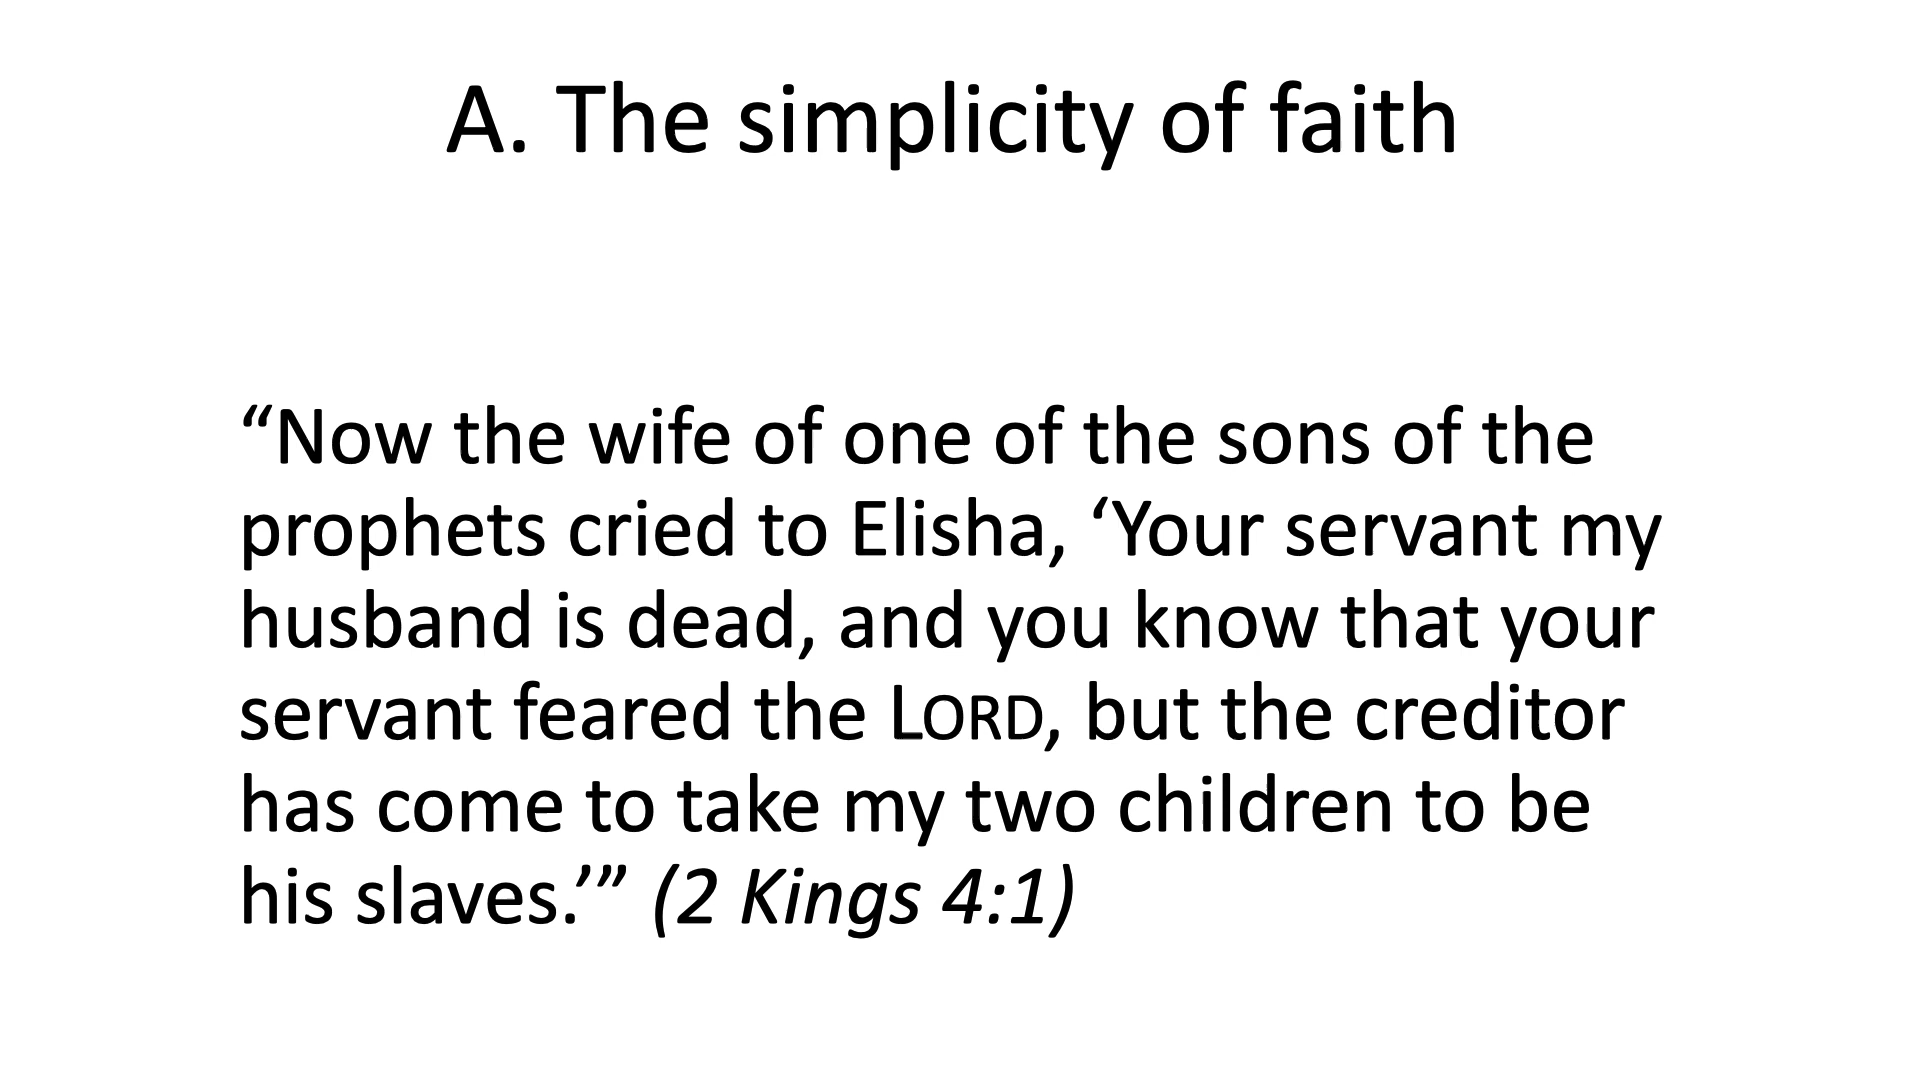 A. The simplicity of faith
“Now the wife of one of the sons of the
prophets cried to Elisha, ‘Your servant my
husband is dead, and you know that your
servant feared the LORD, but the creditor
has come to take my two children to be
his slaves.’” (2 Kings 4:1)